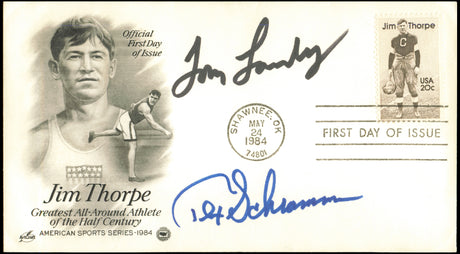 Official
First Day
of Issue
Tom Landry
Jim Thorpe
USA
20c
SHAWNEE, OK
MAY
24
1984
74801
FIRST DAY OF ISSUE
Jim Thorpe
Greatest All-Around Athlete
of the Half Century
AMERICAN SPORTS SERIES-1984
Tex Schramm